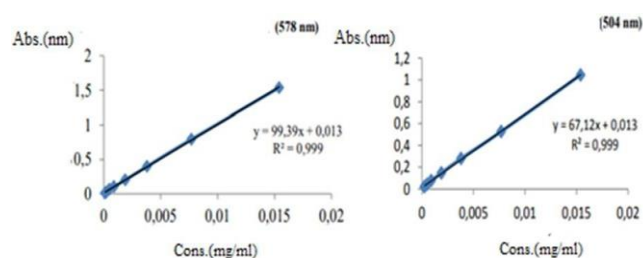 (578 nm)
Abs.(nm)
2
1,5
1
0,5
0
y = 99,39x + 0,013
R² = 0,999
0 0,005 0,01 0,015 0,02
Cons.(mg/ml)
(504 nm)
Abs.(nm)
1,2
1
0,8
0,6
0,4
0,2
0
y = 67,12x + 0,013
R² = 0,999
0 0,005 0,01 0,015 0,02
Cons.(mg/ml)